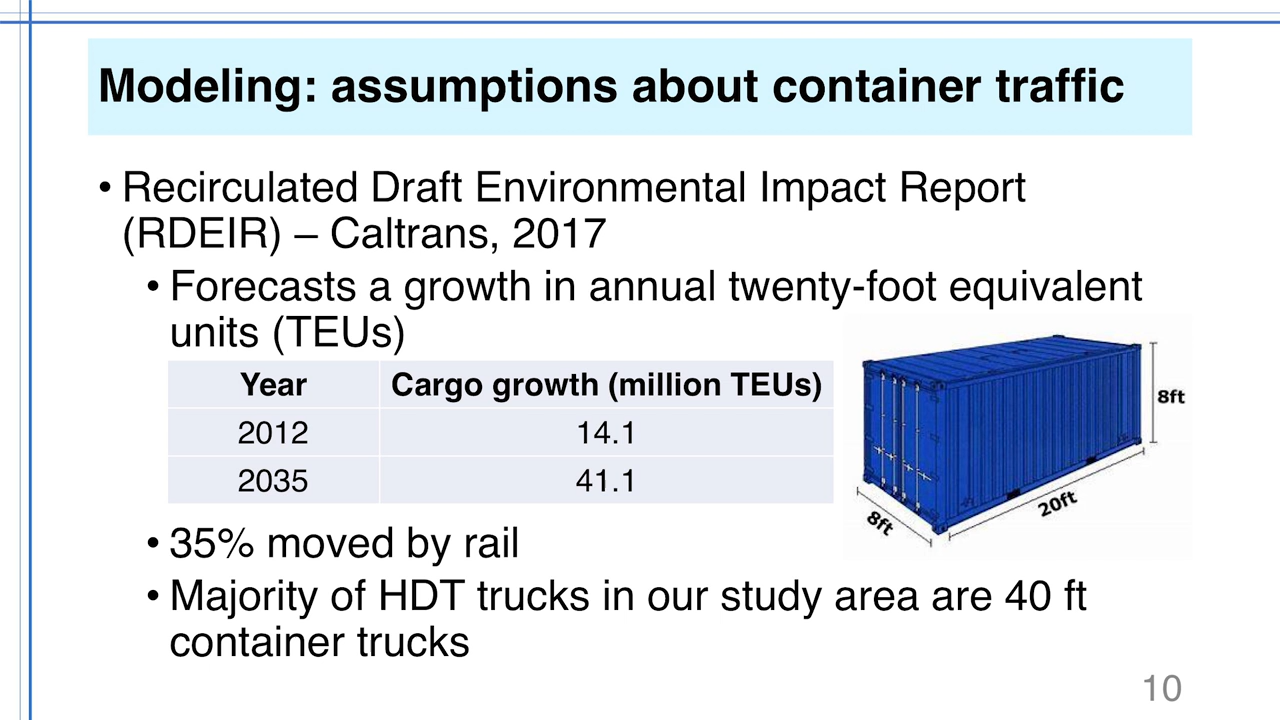 Modeling: assumptions about container traffic
• Recirculated Draft Environmental Impact Report
(RDEIR) – Caltrans, 2017
• Forecasts a growth in annual twenty-foot equivalent
units (TEUs)
Year Cargo growth (million TEUs)
2012 14.1
2035 41.1
8ft
20ft
8ft
• 35% moved by rail
• Majority of HDT trucks in our study area are 40 ft
container trucks
10